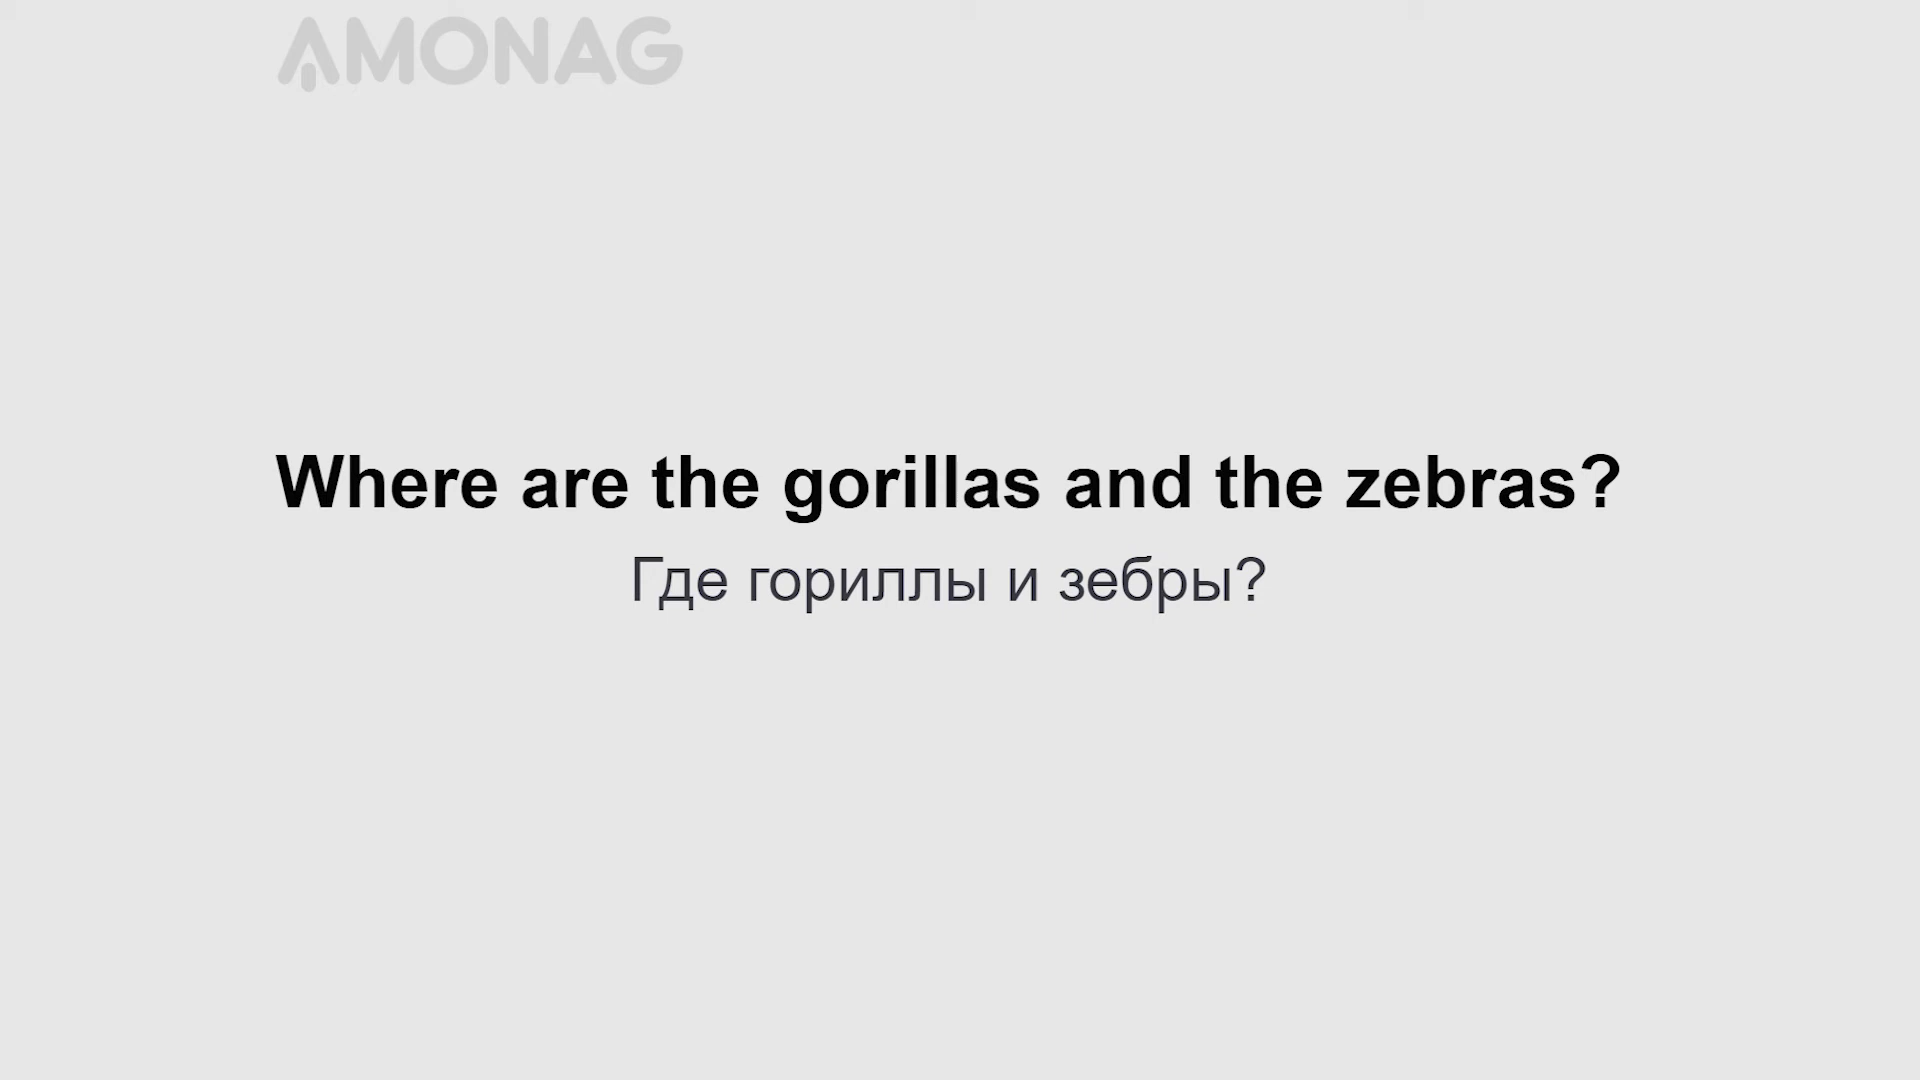 AMONAG
Where are the gorillas and the zebras?
Где гориллы и зебры?